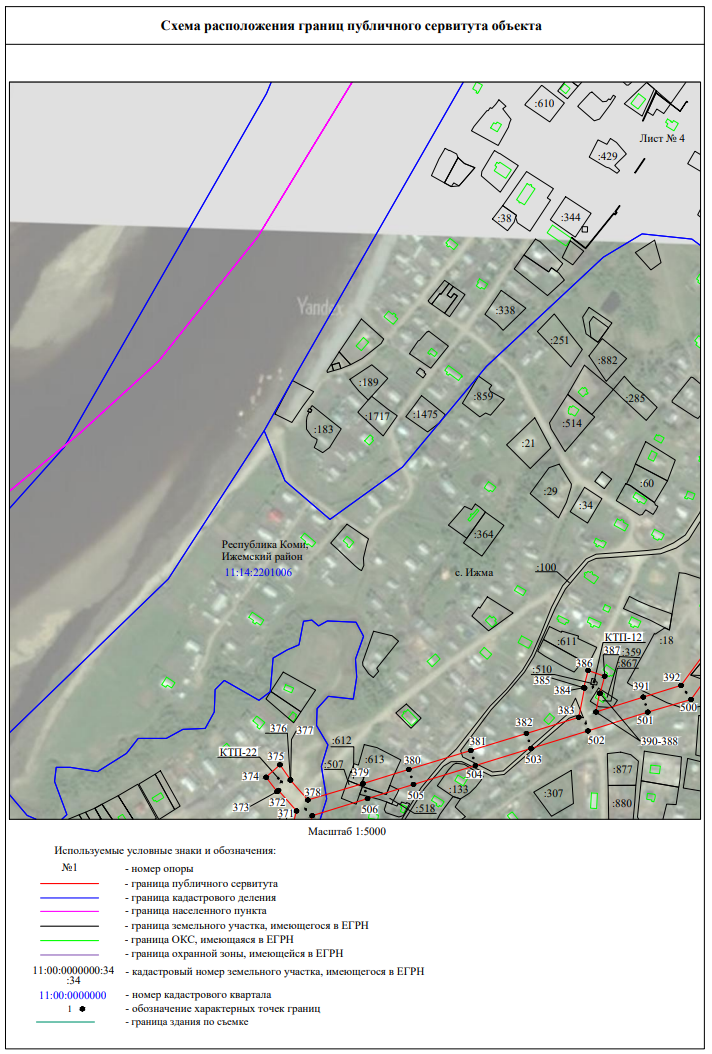 Схема расположения границ публичного сервитута объекта
:610
Лист № 4
:429
:38
:344
Yandex
:338
:251
:882
:189
:859
:285
:1717
:1475
:183
:514
:21
:60
:29
:34
:364
Республика Коми,
Ижемский район
11:14:2201006
с. Ижма
:100
КТП-12
:611
:18
387
:359
386
:867
:510
385
384
392
391
383
500
501
376
377
382
502
390-388
:612
381
КТП-22
503
375
:613
:507
380
504
374
379
:877
505
:133
373
372
378
506
:307
371
:518
:880
Масштаб 1:5000
Используемые условные знаки и обозначения:
№1 - номер опоры
- граница публичного сервитута
- граница кадастрового деления
- граница населенного пункта
- граница земельного участка, имеющегося в ЕГРН
- граница ОКС, имеющаяся в ЕГРН
- граница охранной зоны, имеющейся в ЕГРН
11:00:0000000:34 - кадастровый номер земельного участка, имеющегося в ЕГРН
:34
11:00:0000000 - номер кадастрового квартала
1 - обозначение характерных точек границ
- граница здания по съемке